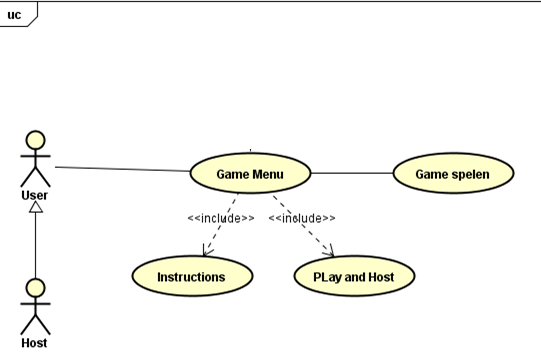 uc
Game Menu
Game spelen
User
<<include>>
<<include>>
Instructions
PLay and Host
Host